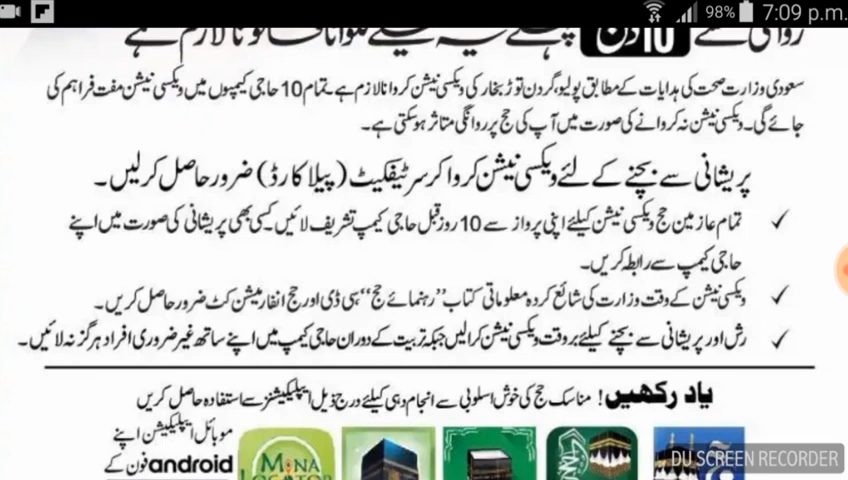 98% 7:09 p.m.
روانگی سے 10 دن پہلے
سعودی وزارت صحت کی ہدایات کے مطابق پولیو، گردن توڑ بخار کی ویکسی نیشن کروانا لازم ہے۔ تمام 10 حاجی کیمپوں میں ویکسی نیشن مفت فراہم کی
جائے گی۔ ویکسی نیشن نہ کروانے کی صورت میں آپ کی حج پر روانگی متاثر ہوسکتی ہے۔
پریشانی سے بچنے کے لئے ویکسی نیشن کروا کر سرٹیفکیٹ (پیلا کارڈ) ضرور حاصل کرلیں۔
✓ تمام عازمین حج ویکسی نیشن کیلئے اپنی پرواز سے 10 روز قبل حاجی کیمپ تشریف لائیں۔ کسی بھی پریشانی کی صورت میں اپنے
حاجی کیمپ سے رابطہ کریں۔
✓ ویکسی نیشن کے وقت وزارت کی شائع کردہ معلوماتی کتاب "رہنمائے حج" سی ڈی اور حج انفارمیشن کٹ ضرور حاصل کریں۔
✓ رش اور پریشانی سے بچنے کیلئے بروقت ویکسی نیشن کرالیں جبکہ تربیت کے دوران حاجی کیمپ میں اپنے ساتھ غیر ضروری افراد ہرگز نہ لائیں۔
یاد رکھیں! مناسک حج کی خوش اسلوبی سے انجام دہی کیلئے درج ذیل ایپلیکیشنز سے استفادہ حاصل کریں
موبائل ایپلیکیشن اپنے
android فون کے
MINA
DU SCREEN RECORDER